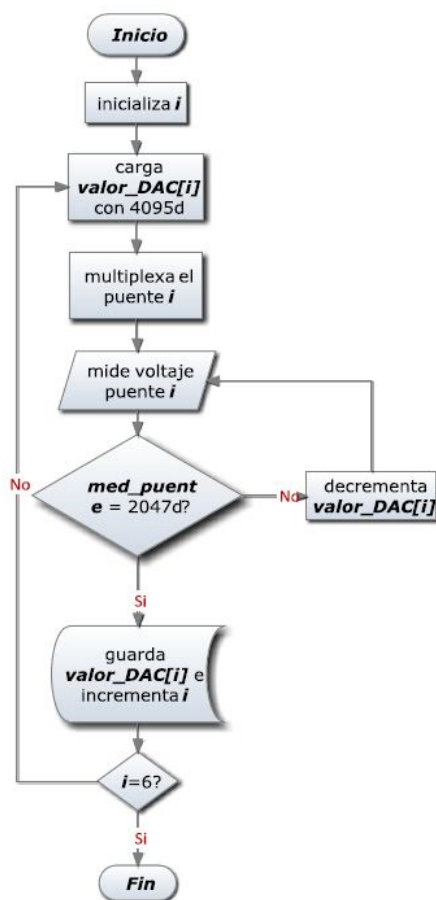 Inicio
inicializa i
carga
valor_DAC[i]
con 4095d
multiplexa el
puente i
mide voltaje
puente i
med_puent
e = 2047d?
No
No
decrementa
valor_DAC[i]
Si
guarda
valor_DAC[i] e
incrementa i
i=6?
Si
Fin